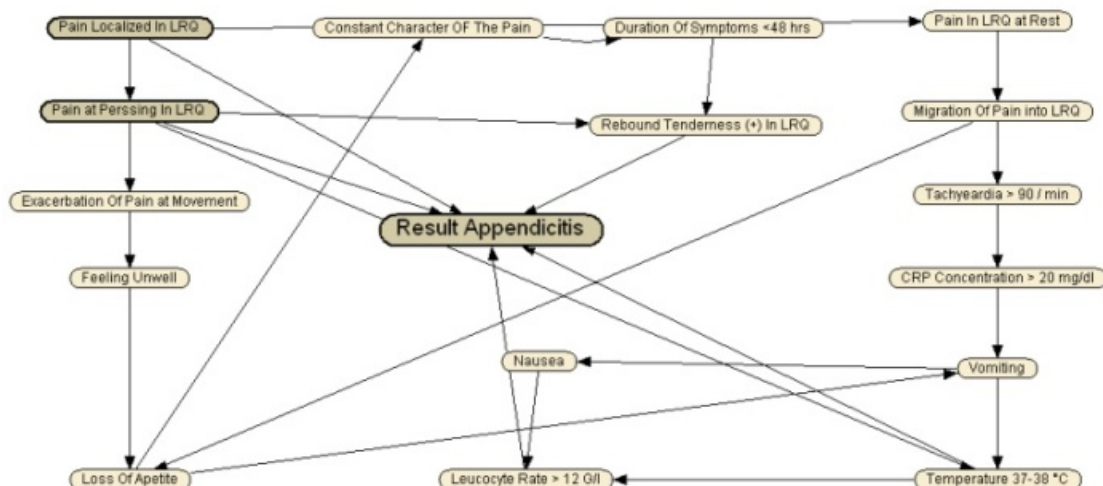 Pain Localized In LRQ
Constant Character OF The Pain
Duration Of Symptoms <48 hrs
Pain In LRQ at Rest
Pain at Perssing In LRQ
Rebound Tenderness (+) In LRQ
Migration Of Pain into LRQ
Exacerbation Of Pain at Movement
Result Appendicitis
Tachyeardia > 90 / min
Feeling Unwell
CRP Concentration > 20 mg/dl
Nausea
Vomiting
Loss Of Apetite
Leucocyte Rate > 12 G/l
Temperature 37-38 °C